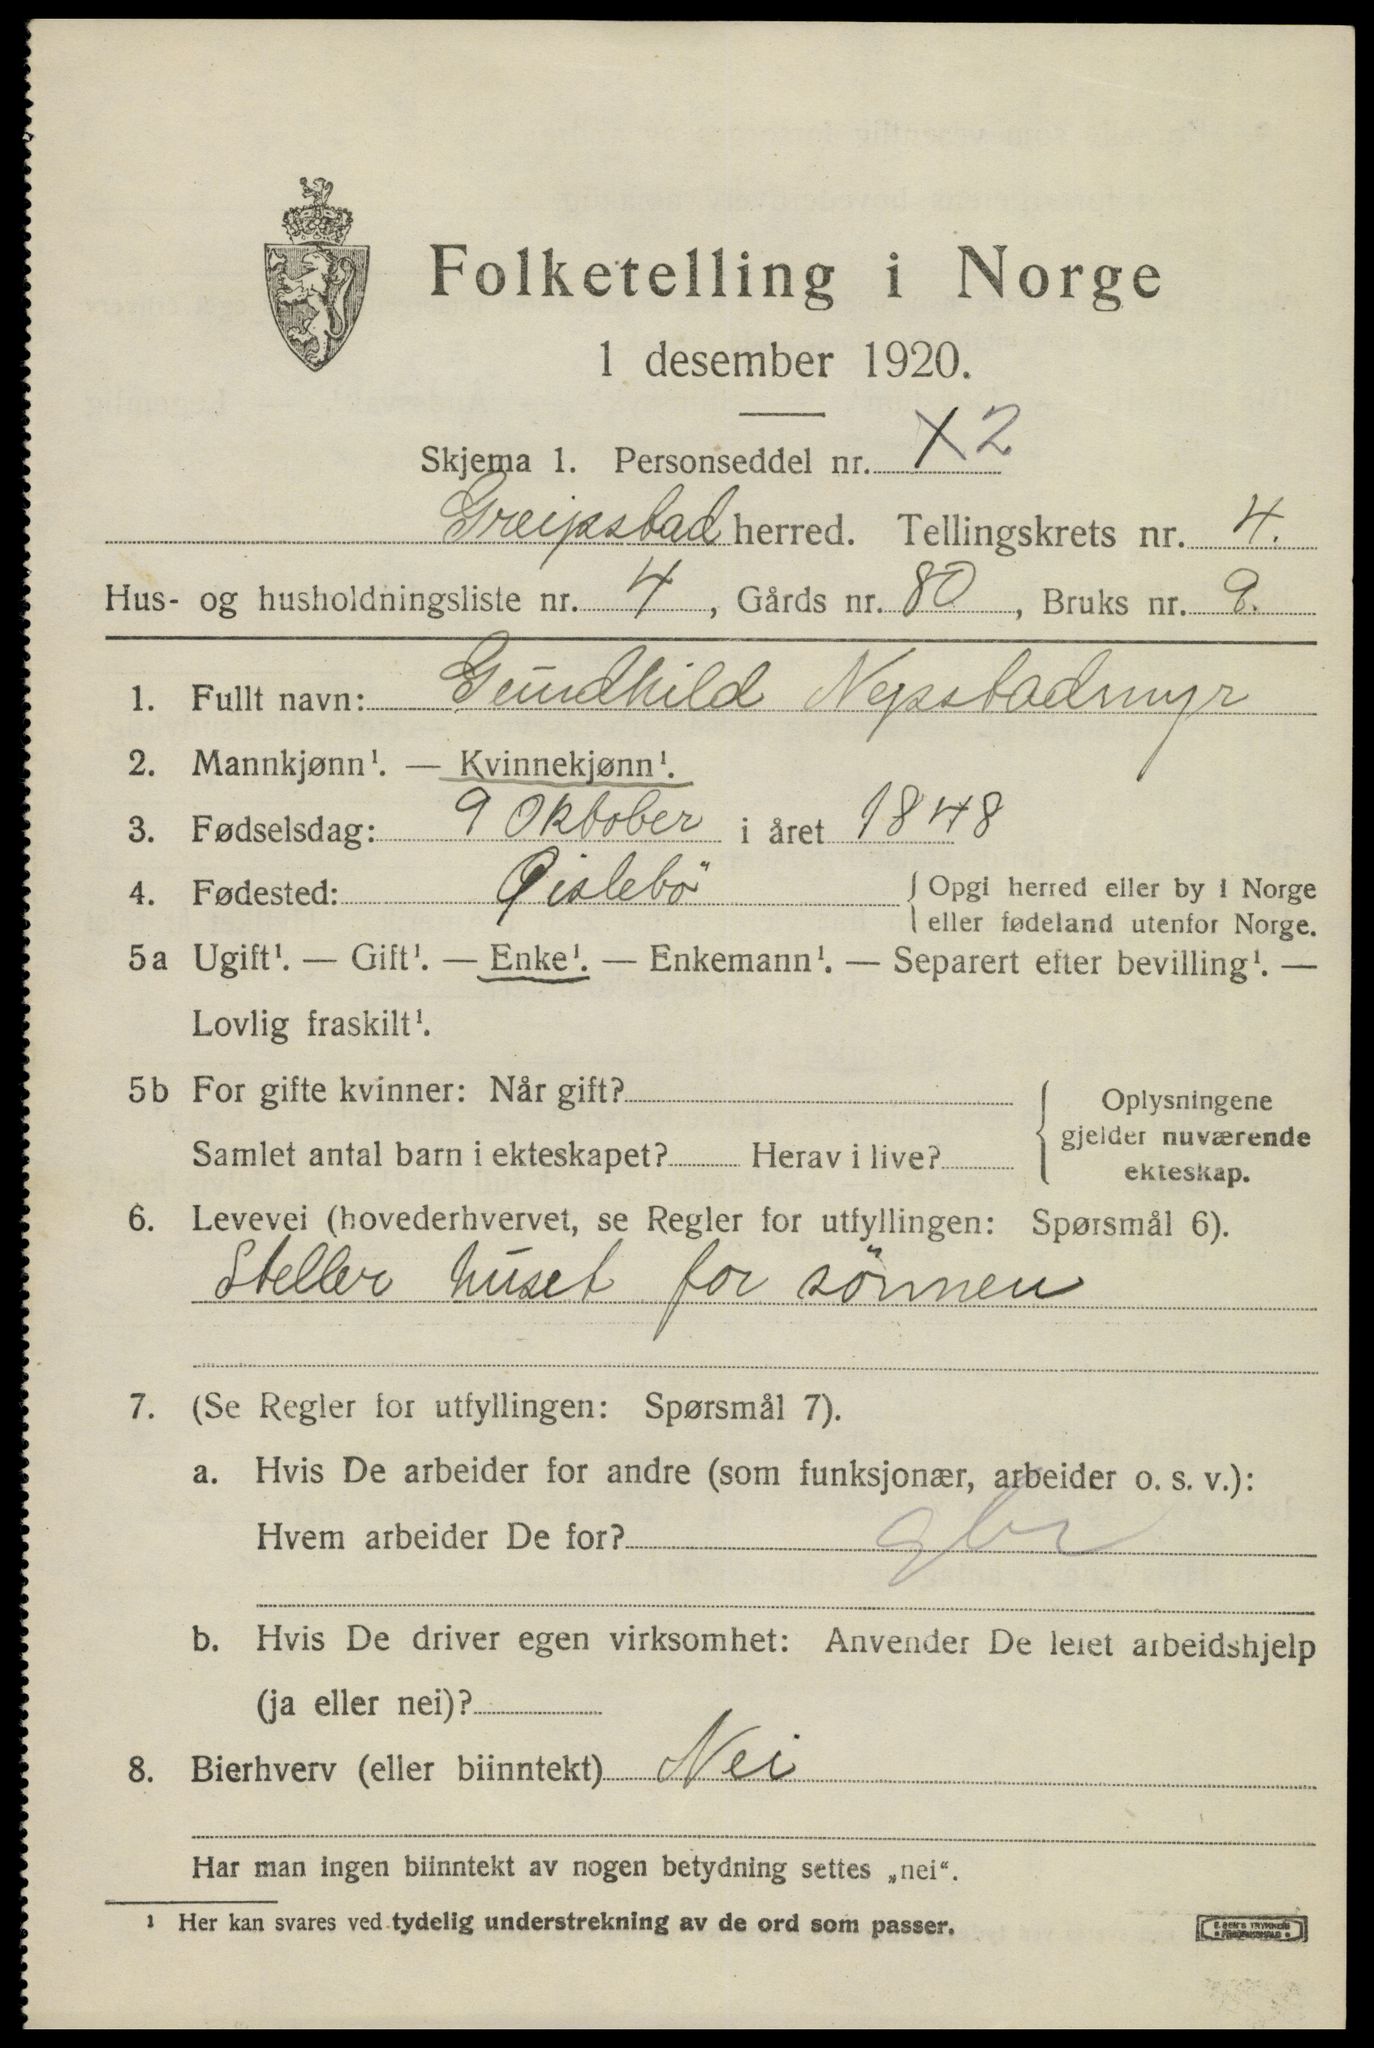 Folketelling i Norge
1 desember 1920.
Skjema 1. Personseddel nr. X 2
Greipstad herred. Tellingskrets nr. 4.
Hus- og husholdningsliste nr. 4, Gårds nr. 80, Bruks nr. 9.
1. Fullt navn: Gundhild Nepstadmyr
2. Mannkjønn¹. — Kvinnekjønn¹.
3. Fødselsdag: 9 Oktober i året 1848
4. Fødested: Øislebö { Opgi herred eller by i Norge
eller fødeland utenfor Norge.
5a Ugift¹. — Gift¹. — Enke¹. — Enkemann¹. — Separert efter bevilling¹. —
Lovlig fraskilt¹.
5b For gifte kvinner: Når gift?
Samlet antal barn i ekteskapet? Herav i live?
{ Oplysningene
gjelder nuværende
ekteskap.
6. Levevei (hovederhvervet, se Regler for utfyllingen: Spørsmål 6).
Steller huset for sönnen
7. (Se Regler for utfyllingen: Spørsmål 7).
a. Hvis De arbeider for andre (som funksjonær, arbeider o. s. v.):
Hvem arbeider De for? gbr
b. Hvis De driver egen virksomhet: Anvender De leiet arbeidshjelp
(ja eller nei)?
8. Bierhverv (eller biinntekt) Nei
Har man ingen biinntekt av nogen betydning settes „nei“.
¹ Her kan svares ved tydelig understrekning av de ord som passer.